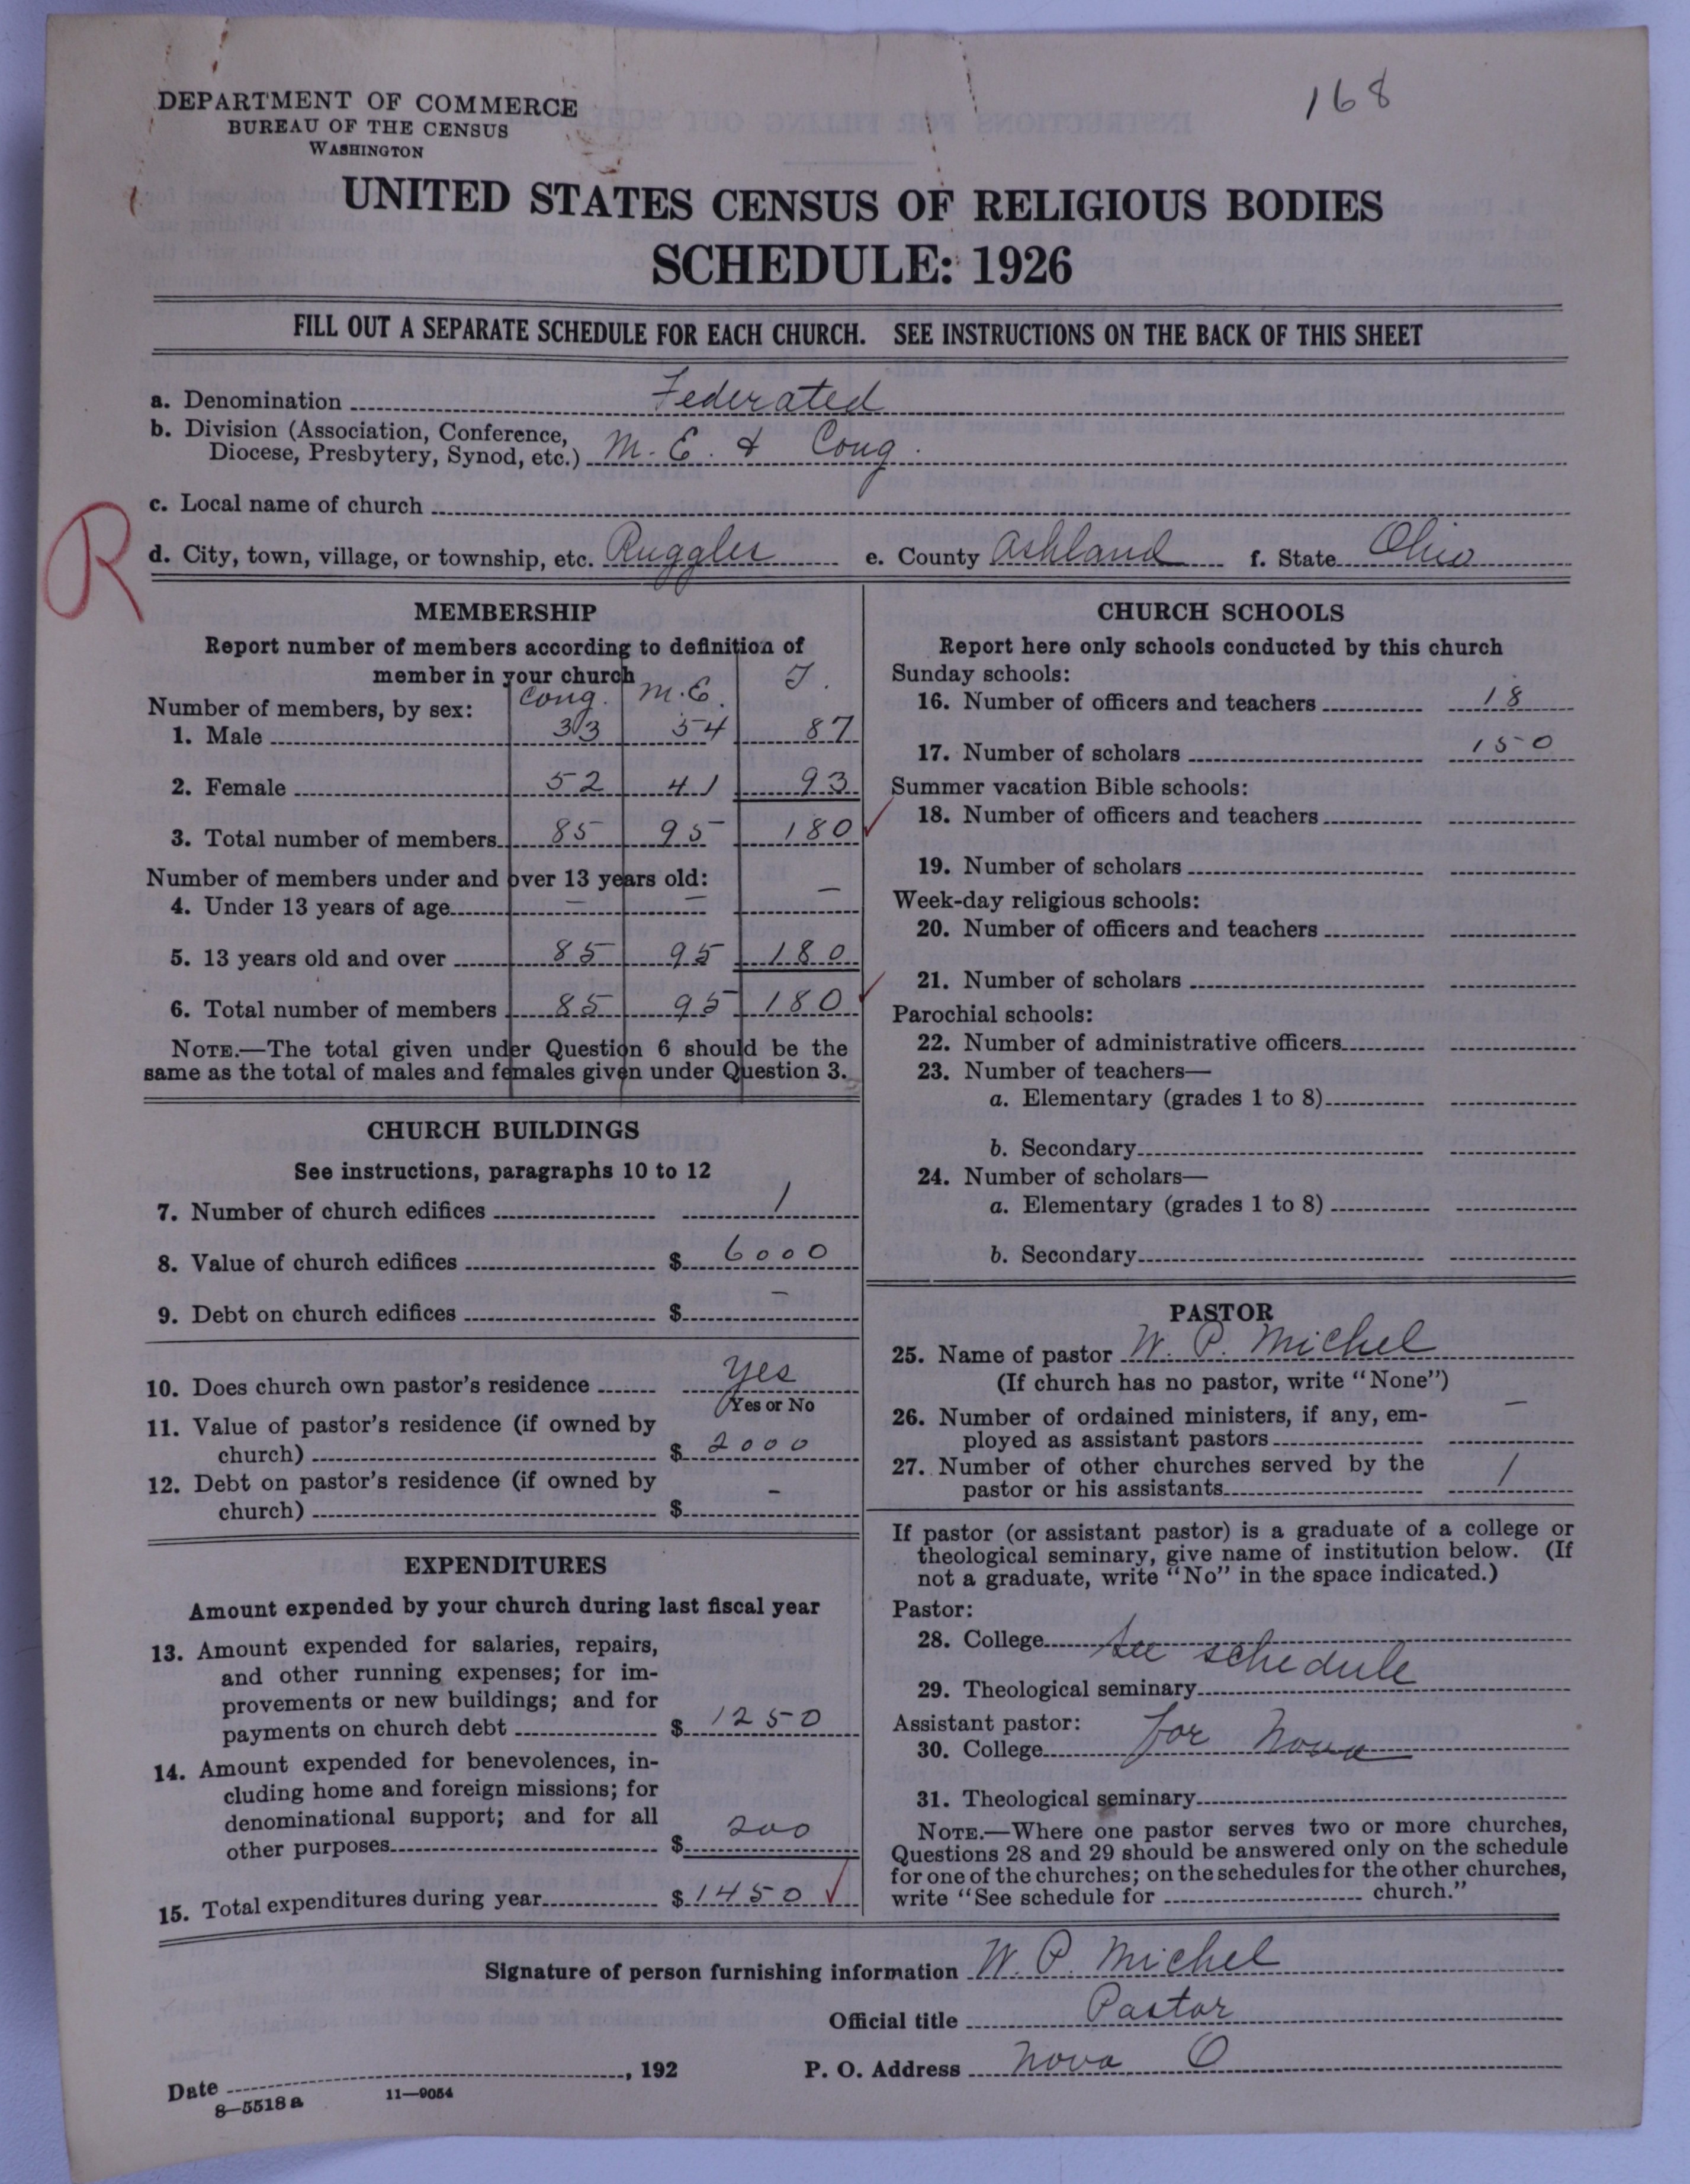 168
DEPARTMENT OF COMMERCE
BUREAU OF THE CENSUS
WASHINGTON
UNITED STATES CENSUS OF RELIGIOUS BODIES
SCHEDULE: 1926
FILL OUT A SEPARATE SCHEDULE FOR EACH CHURCH. SEE INSTRUCTIONS ON THE BACK OF THIS SHEET
a. Denomination Federated
b. Division (Association, Conference,
Diocese, Presbytery, Synod, etc.) M. E. & Cong.
c. Local name of church
R
d. City, town, village, or township, etc. Ruggles e. County Ashland f. State Ohio
MEMBERSHIP
Report number of members according to definition of
member in your church
Cong. M.E. T.
Number of members, by sex:
1. Male 33 54 87
2. Female 52 41 93
3. Total number of members 85 95 180 ✓
Number of members under and over 13 years old:
4. Under 13 years of age — — —
5. 13 years old and over 85 95 180
6. Total number of members 85 95 180 ✓
NOTE.—The total given under Question 6 should be the
same as the total of males and females given under Question 3.
CHURCH BUILDINGS
See instructions, paragraphs 10 to 12
7. Number of church edifices 1
8. Value of church edifices $ 6000
9. Debt on church edifices $ —
10. Does church own pastor's residence Yes
Yes or No
11. Value of pastor's residence (if owned by
church) $ 2000
12. Debt on pastor's residence (if owned by
church) $ —
EXPENDITURES
Amount expended by your church during last fiscal year
13. Amount expended for salaries, repairs,
and other running expenses; for im-
provements or new buildings; and for
payments on church debt $ 1250
14. Amount expended for benevolences, in-
cluding home and foreign missions; for
denominational support; and for all
other purposes $ 200
15. Total expenditures during year $ 1450 ✓
CHURCH SCHOOLS
Report here only schools conducted by this church
Sunday schools:
16. Number of officers and teachers 18
17. Number of scholars 150
Summer vacation Bible schools:
18. Number of officers and teachers
19. Number of scholars
Week-day religious schools:
20. Number of officers and teachers
21. Number of scholars
Parochial schools:
22. Number of administrative officers
23. Number of teachers—
a. Elementary (grades 1 to 8)
b. Secondary
24. Number of scholars—
a. Elementary (grades 1 to 8)
b. Secondary
PASTOR
25. Name of pastor W. P. Michel
(If church has no pastor, write "None")
26. Number of ordained ministers, if any, em-
ployed as assistant pastors —
27. Number of other churches served by the
pastor or his assistants 1
If pastor (or assistant pastor) is a graduate of a college or
theological seminary, give name of institution below. (If
not a graduate, write "No" in the space indicated.)
Pastor:
28. College See schedule
29. Theological seminary
Assistant pastor:
30. College for Nova
31. Theological seminary
NOTE.—Where one pastor serves two or more churches,
Questions 28 and 29 should be answered only on the schedule
for one of the churches; on the schedules for the other churches,
write "See schedule for church."
Signature of person furnishing information W. P. Michel
Official title Pastor
Date , 192 P. O. Address Nova O
8—5518 a 11—9054